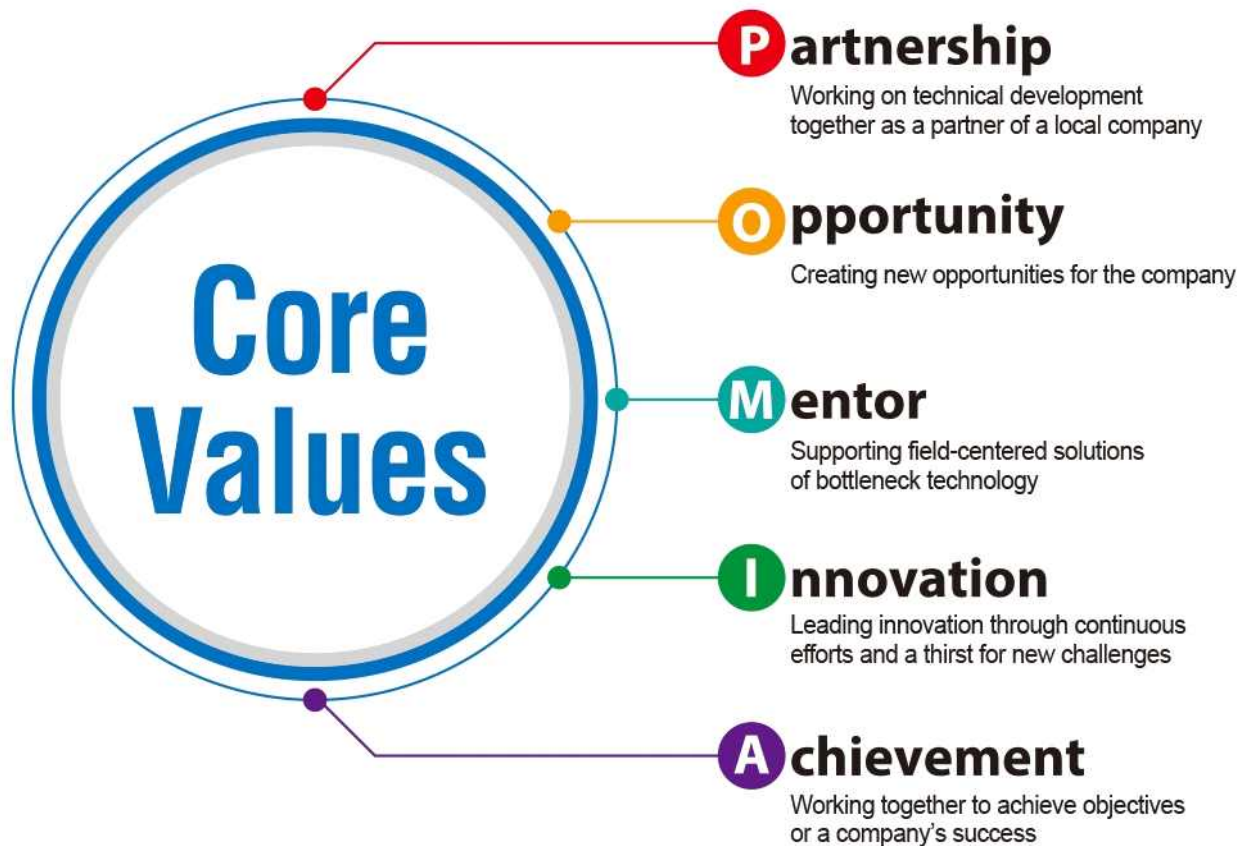 Core
Values
Partnership
Working on technical development
together as a partner of a local company
Opportunity
Creating new opportunities for the company
Mentor
Supporting field-centered solutions
of bottleneck technology
Innovation
Leading innovation through continuous
efforts and a thirst for new challenges
Achievement
Working together to achieve objectives
or a company's success